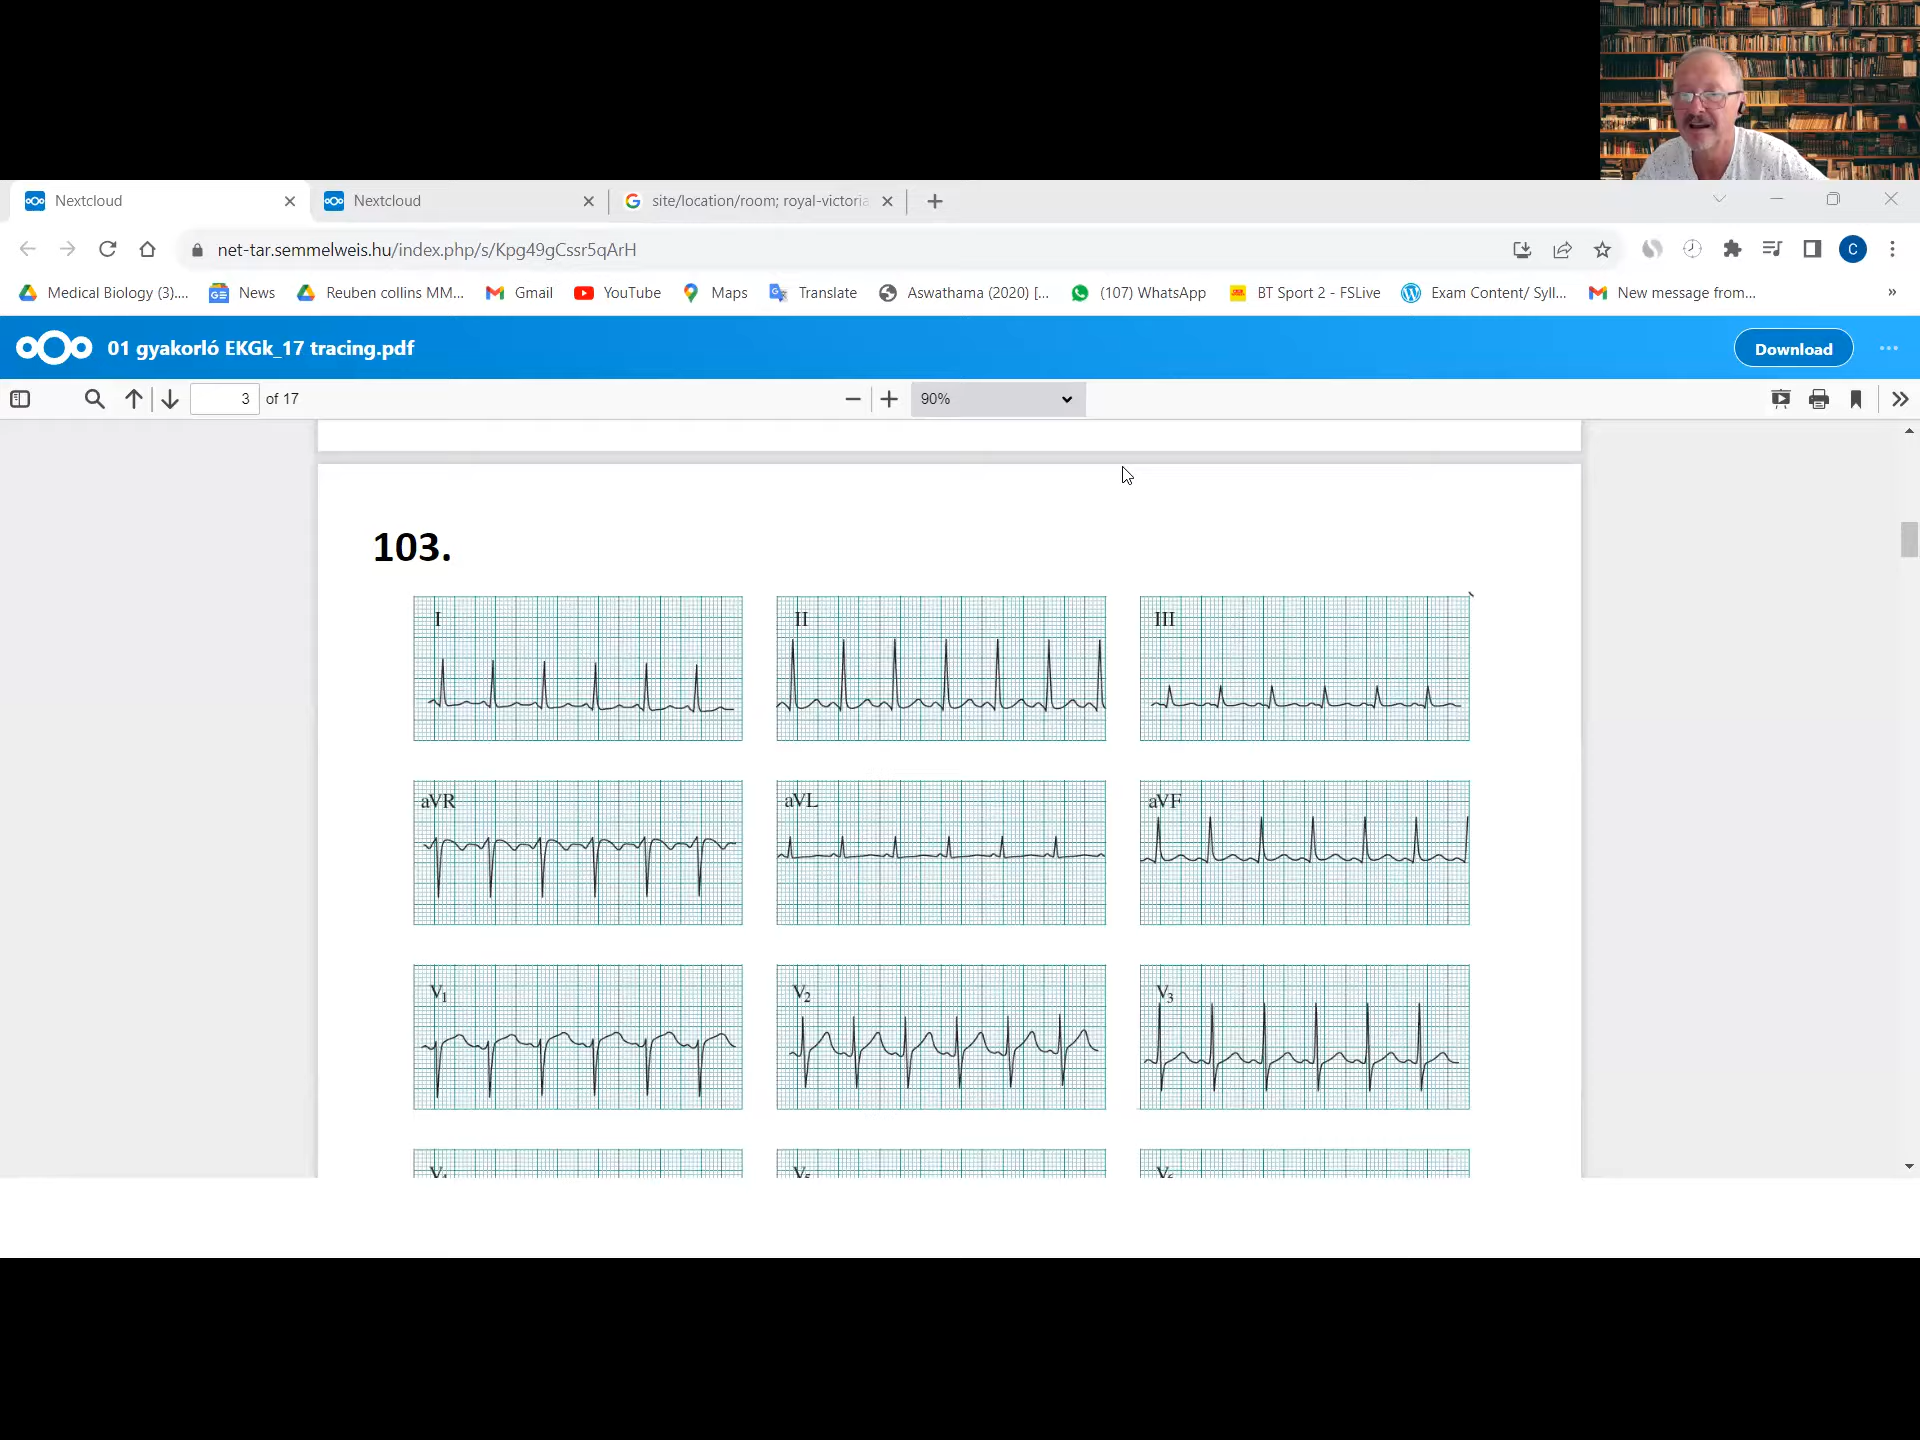 Nextcloud
Nextcloud
site/location/room; royal-victoria
net-tar.semmelweis.hu/index.php/s/Kpg49gCssr5qArH
C
Medical Biology (3)....
News
Reuben collins MM...
Gmail
YouTube
Maps
Translate
Aswathama (2020) [...
(107) WhatsApp
BT Sport 2 - FSLive
Exam Content/ Syll...
New message from...
»
01 gyakorló EKGk_17 tracing.pdf
Download
3 of 17
90%
103.
I
II
III
aVR
aVL
aVF
V1
V2
V3
V4
V5
V6